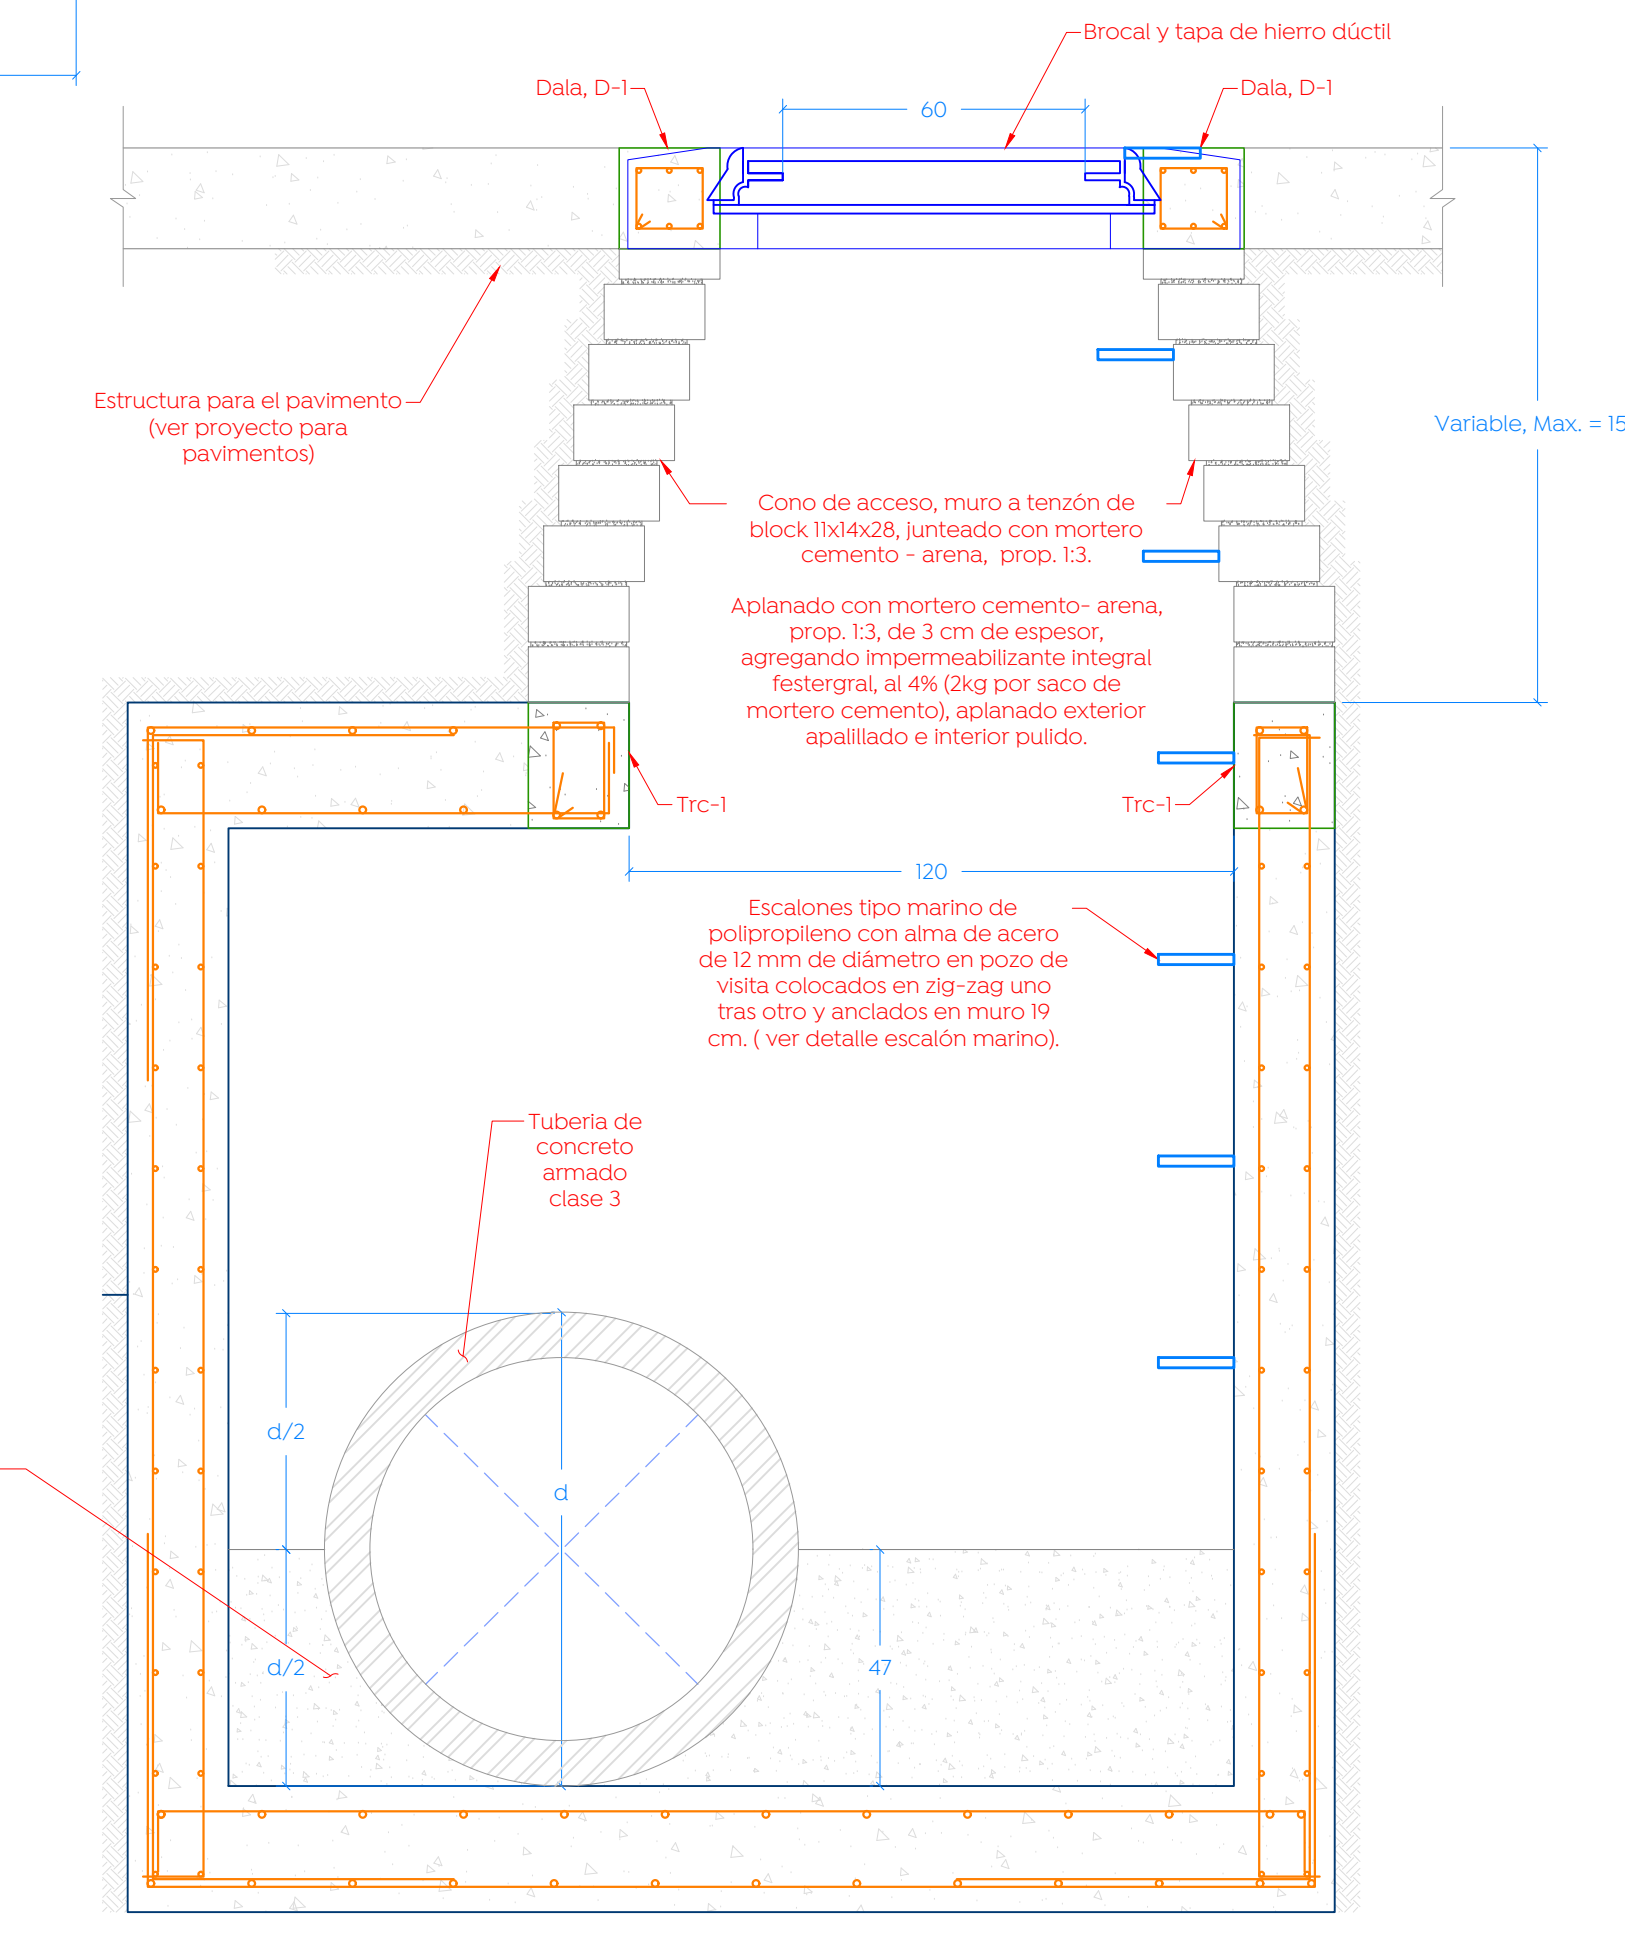 Brocal y tapa de hierro dúctil
Dala, D-1
60
Dala, D-1
Estructura para el pavimento
(ver proyecto para
pavimentos)
Variable, Max. = 15
Cono de acceso, muro a tenzón de
block 11x14x28, junteado con mortero
cemento - arena, prop. 1:3.
Aplanado con mortero cemento- arena,
prop. 1:3, de 3 cm de espesor,
agregando impermeabilizante integral
festergral, al 4% (2kg por saco de
mortero cemento), aplanado exterior
apalillado e interior pulido.
Trc-1
Trc-1
120
Escalones tipo marino de
polipropileno con alma de acero
de 12 mm de diámetro en pozo de
visita colocados en zig-zag uno
tras otro y anclados en muro 19
cm. ( ver detalle escalón marino).
Tuberia de
concreto
armado
clase 3
d/2
d
d/2
47